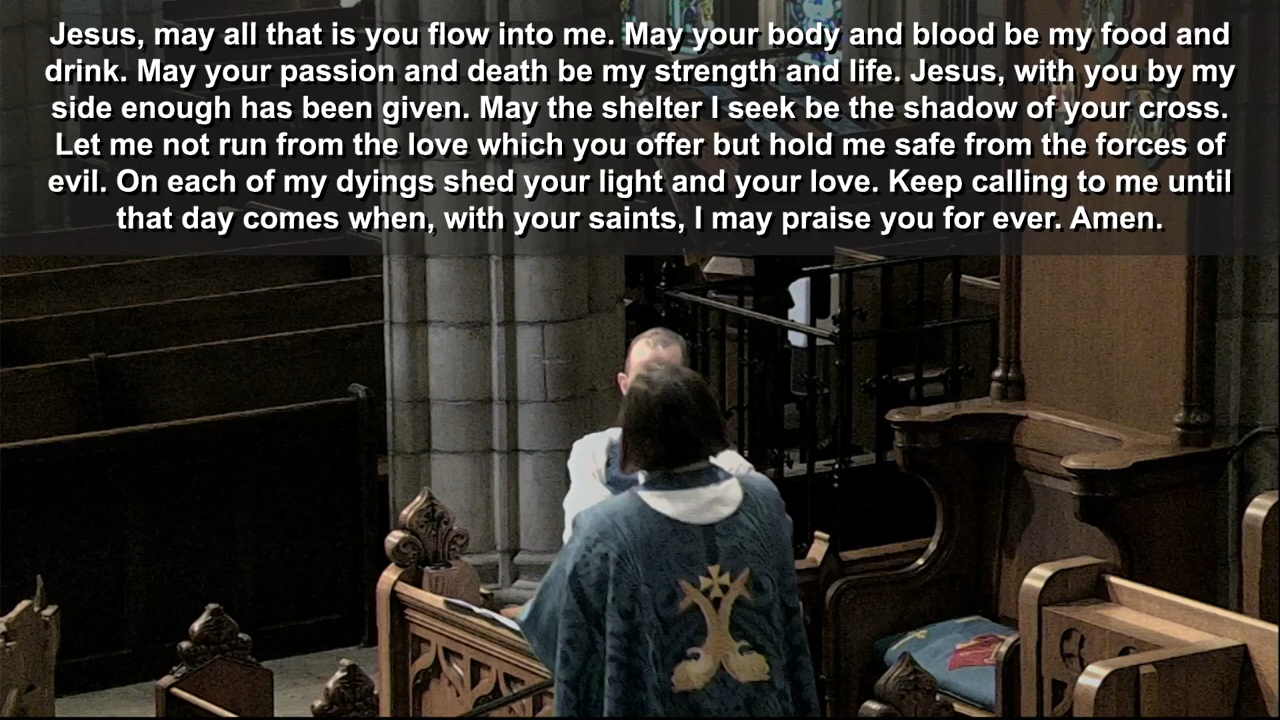 Jesus, may all that is you flow into me. May your body and blood be my food and
drink. May your passion and death be my strength and life. Jesus, with you by my
side enough has been given. May the shelter I seek be the shadow of your cross.
Let me not run from the love which you offer but hold me safe from the forces of
evil. On each of my dyings shed your light and your love. Keep calling to me until
that day comes when, with your saints, I may praise you for ever. Amen.